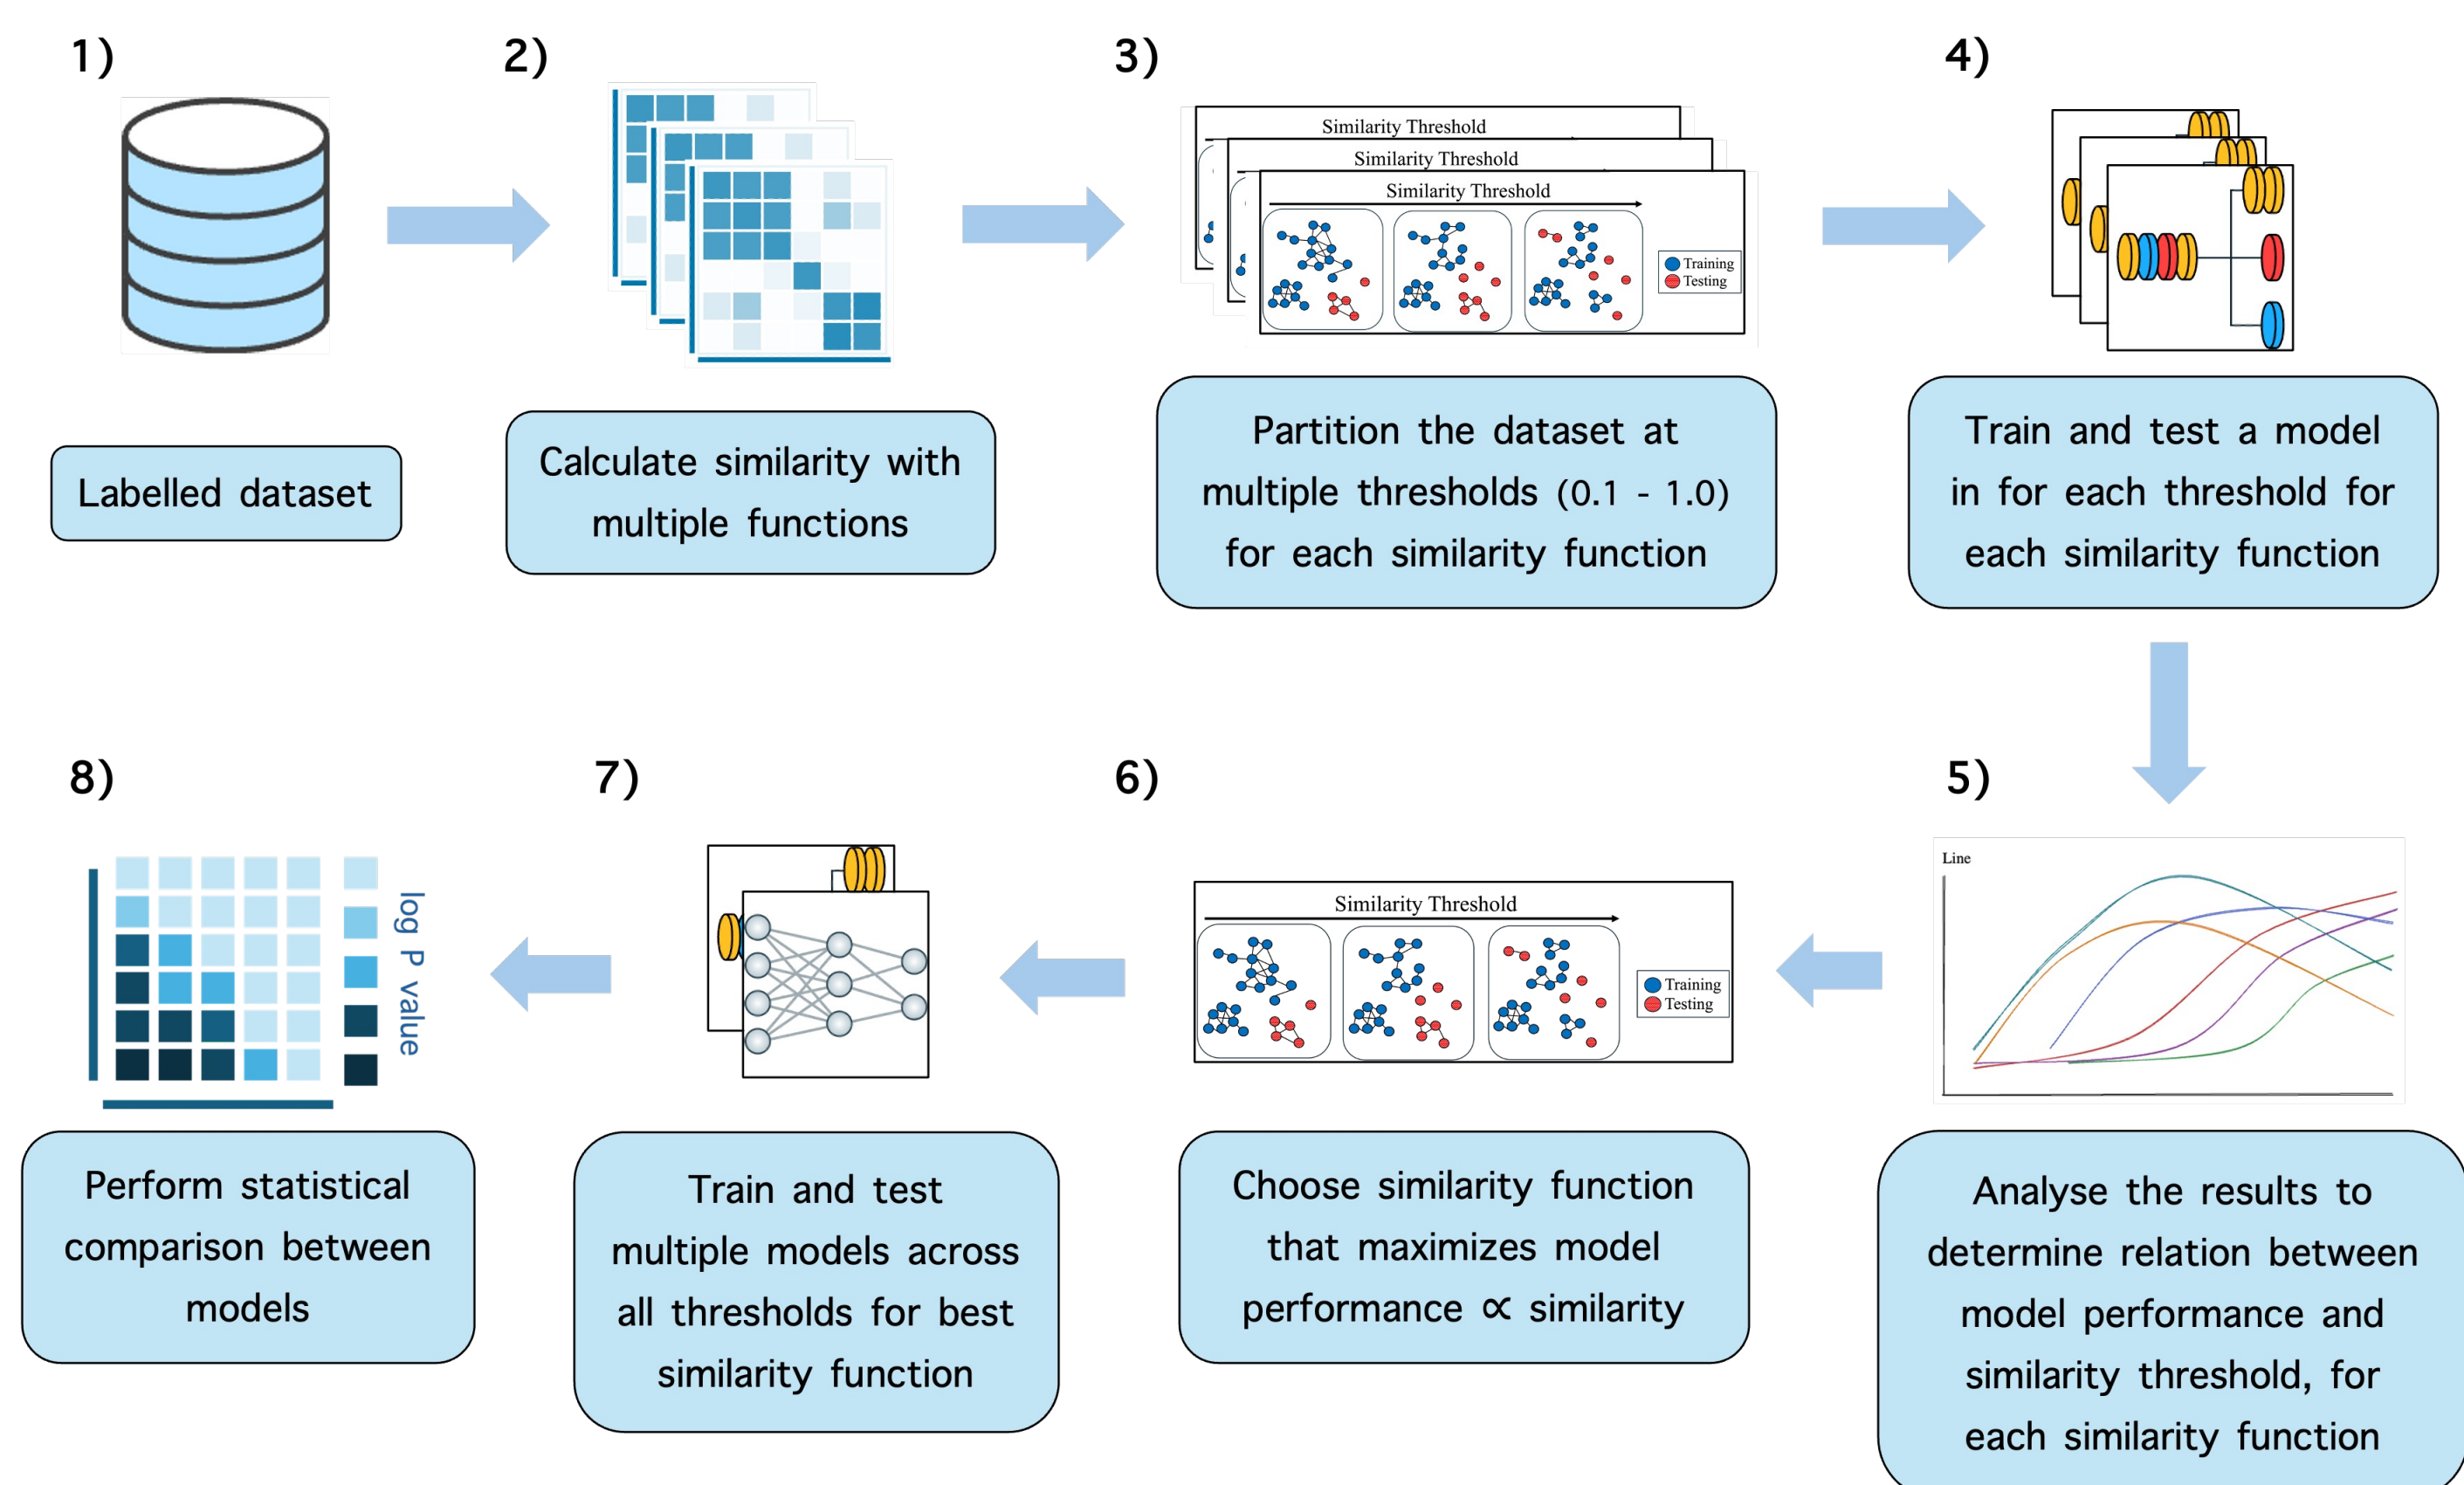 1)
Labelled dataset
2)
Calculate similarity with
multiple functions
3)
Similarity Threshold
Similarity Threshold
Similarity Threshold
Training
Testing
Partition the dataset at
multiple thresholds (0.1 - 1.0)
for each similarity function
4)
Train and test a model
in for each threshold for
each similarity function
5)
Line
Analyse the results to
determine relation between
model performance and
similarity threshold, for
each similarity function
6)
Similarity Threshold
Training
Testing
Choose similarity function
that maximizes model
performance ∝ similarity
7)
Train and test
multiple models across
all thresholds for best
similarity function
8)
log P value
Perform statistical
comparison between
models